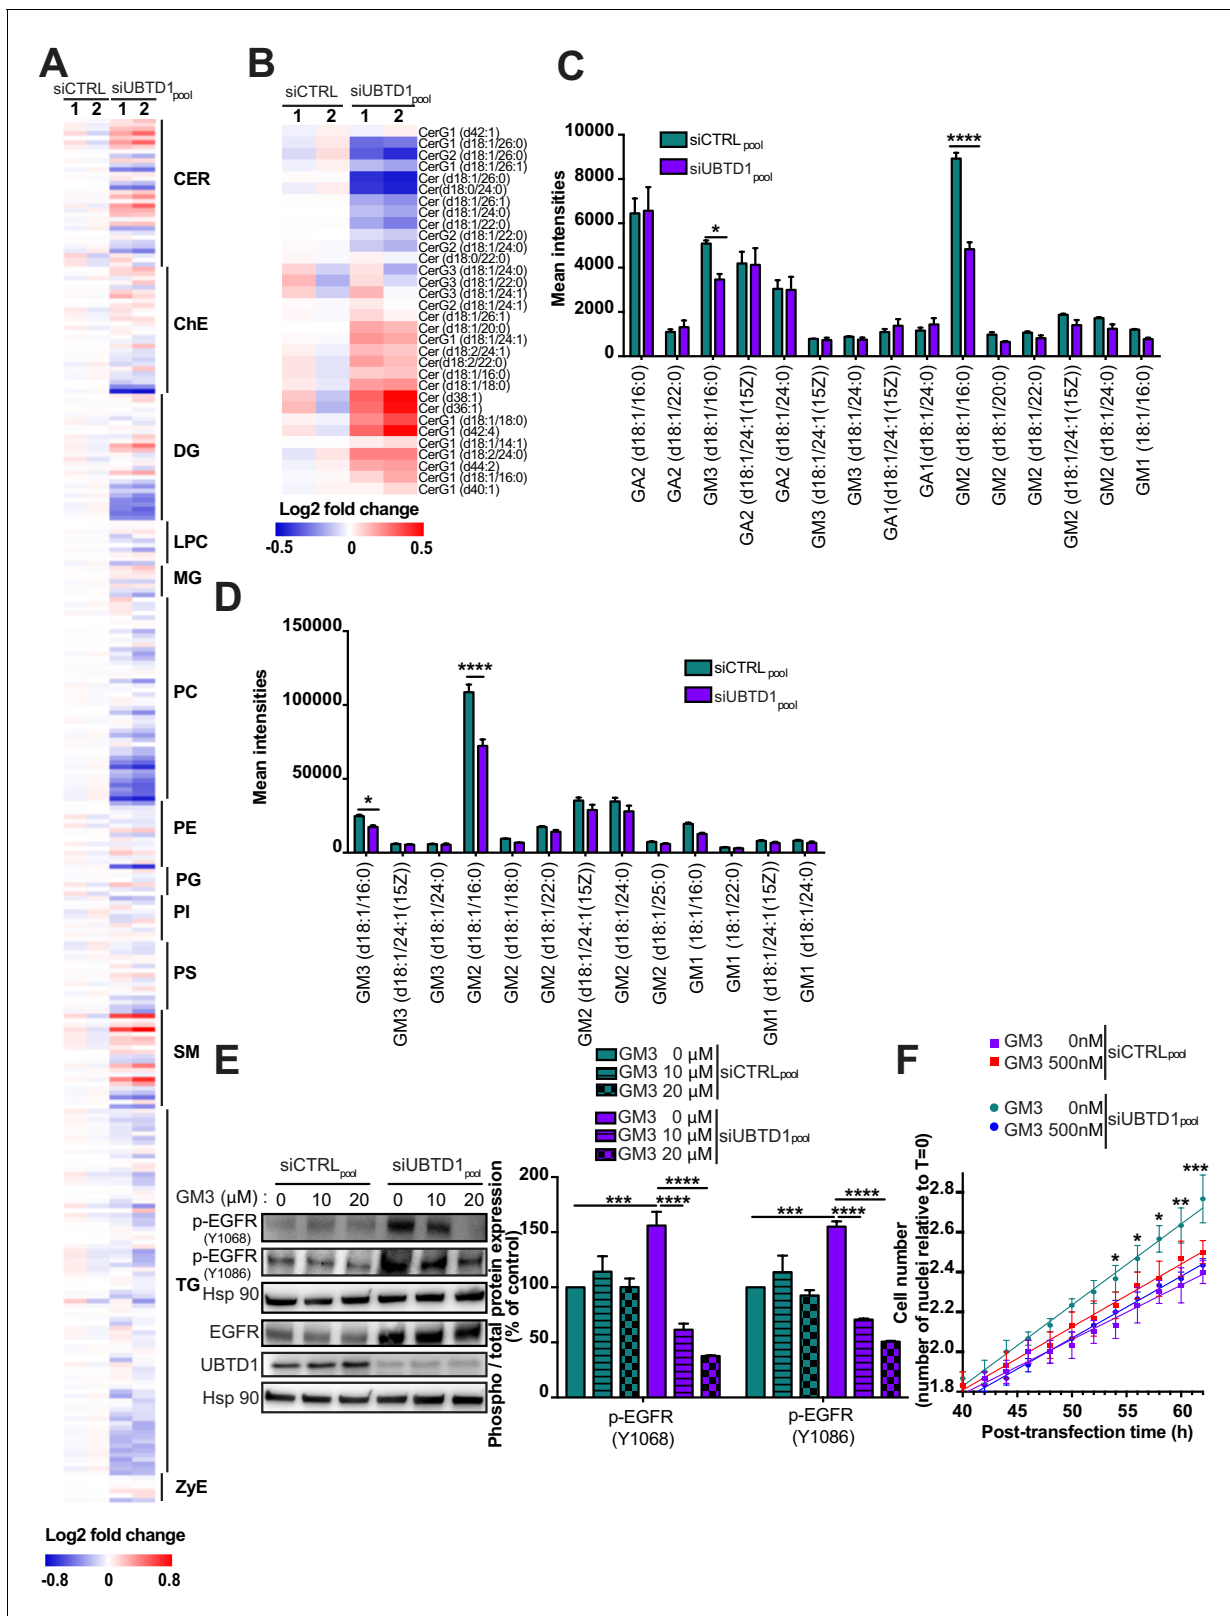 A
siCTRL siUBTD1pool
1 2 1 2
CER
ChE
DG
LPC
MG
PC
PE
PG
PI
PS
SM
TG
ZyE
Log2 fold change
-0.8 0 0.8
B
siCTRL siUBTD1pool
1 2 1 2
CerG1 (d42:1)
CerG1 (d18:1/26:0)
CerG2 (d18:1/26:0)
CerG1 (d18:1/26:1)
Cer (d18:1/26:0)
Cer(d18:0/24:0)
Cer (d18:1/26:1)
Cer (d18:1/24:0)
Cer (d18:1/22:0)
CerG2 (d18:1/22:0)
CerG2 (d18:1/24:0)
Cer (d18:0/22:0)
CerG3 (d18:1/24:0)
CerG3 (d18:1/22:0)
CerG3 (d18:1/24:1)
CerG2 (d18:1/24:1)
Cer (d18:1/26:1)
Cer (d18:1/20:0)
CerG1 (d18:1/24:1)
Cer (d18:2/24:1)
Cer (d18:2/22:0)
Cer (d18:1/16:0)
Cer (d18:1/18:0)
Cer (d38:1)
Cer (d36:1)
CerG1 (d18:1/18:0)
CerG1 (d42:4)
CerG1 (d18:1/14:1)
CerG1 (d18:2/24:0)
CerG1 (d44:2)
CerG1 (d18:1/16:0)
CerG1 (d40:1)
Log2 fold change
-0.5 0 0.5
C
Mean intensities
10000
8000
6000
4000
2000
0
siCTRLpool
siUBTD1pool
*
****
GA2 (d18:1/16:0)
GA2 (d18:1/22:0)
GM3 (d18:1/16:0)
GA2 (d18:1/24:1(15Z))
GA2 (d18:1/24:0)
GM3 (d18:1/24:1(15Z))
GM3 (d18:1/24:0)
GA1(d18:1/24:1(15Z))
GA1(d18:1/24:0)
GM2 (d18:1/16:0)
GM2 (d18:1/20:0)
GM2 (d18:1/22:0)
GM2 (d18:1/24:1(15Z))
GM2 (d18:1/24:0)
GM1 (18:1/16:0)
D
Mean intensities
150000
100000
50000
0
siCTRLpool
siUBTD1pool
*
****
GM3 (d18:1/16:0)
GM3 (d18:1/24:1(15Z))
GM3 (d18:1/24:0)
GM2 (d18:1/16:0)
GM2 (d18:1/18:0)
GM2 (d18:1/22:0)
GM2 (d18:1/24:1(15Z))
GM2 (d18:1/24:0)
GM2 (d18:1/25:0)
GM1 (18:1/16:0)
GM1 (18:1/22:0)
GM1 (d18:1/24:1(15Z))
GM1 (d18:1/24:0)
E
siCTRLpool siUBTD1pool
GM3 (µM) : 0 10 20 0 10 20
p-EGFR
(Y1068)
p-EGFR
(Y1086)
Hsp 90
EGFR
UBTD1
Hsp 90
GM3 0 µM
GM3 10 µM
GM3 20 µM
siCTRLpool
GM3 0 µM
GM3 10 µM
GM3 20 µM
siUBTD1pool
Phospho / total protein expression
(% of control)
200
150
100
50
0
*** **** ****
*** **** ****
p-EGFR
(Y1068)
p-EGFR
(Y1086)
F
GM3 0nM
GM3 500nM
siCTRLpool
GM3 0nM
GM3 500nM
siUBTD1pool
Cell number
(number of nuclei relative to T=0)
2.8
2.6
2.4
2.2
2.0
1.8
* * * ** ***
40 45 50 55 60
Post-transfection time (h)